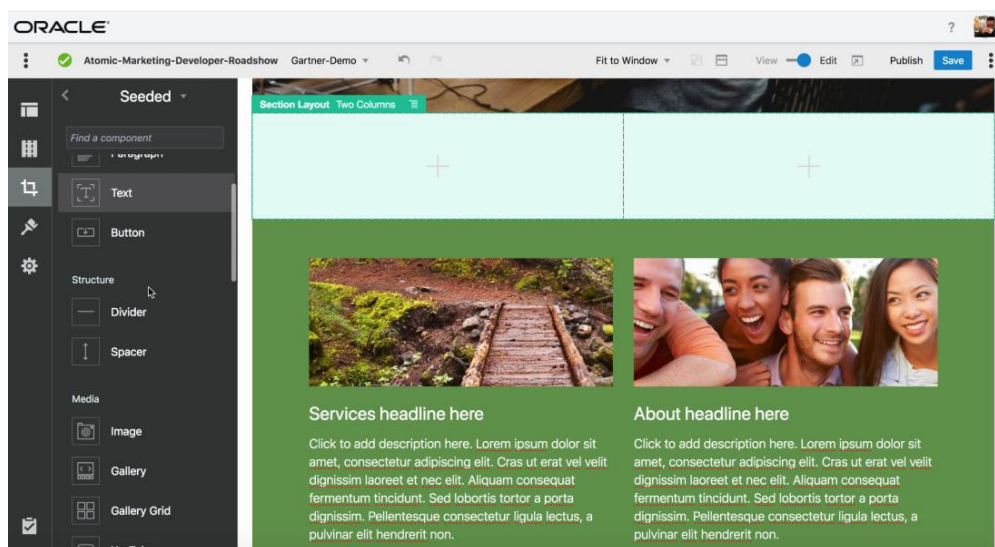 ORACLE
?
Atomic-Marketing-Developer-Roadshow Gartner-Demo
Fit to Window
View Edit Publish Save
Seeded
Find a component
Paragraph
Text
Button
Structure
Divider
Spacer
Media
Image
Gallery
Gallery Grid
Section Layout Two Columns
Services headline here
Click to add description here. Lorem ipsum dolor sit
amet, consectetur adipiscing elit. Cras ut erat vel velit
dignissim laoreet et nec elit. Aliquam consequat
fermentum tincidunt. Sed lobortis tortor a porta
dignissim. Pellentesque consectetur ligula lectus, a
pulvinar elit hendrerit non.
About headline here
Click to add description here. Lorem ipsum dolor sit
amet, consectetur adipiscing elit. Cras ut erat vel velit
dignissim laoreet et nec elit. Aliquam consequat
fermentum tincidunt. Sed lobortis tortor a porta
dignissim. Pellentesque consectetur ligula lectus, a
pulvinar elit hendrerit non.